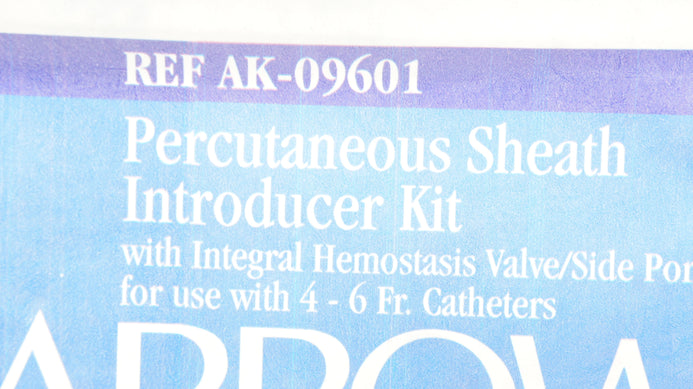 REF AK-09601
Percutaneous Sheath
Introducer Kit
with Integral Hemostasis Valve/Side Por
for use with 4 - 6 Fr. Catheters
ARROW